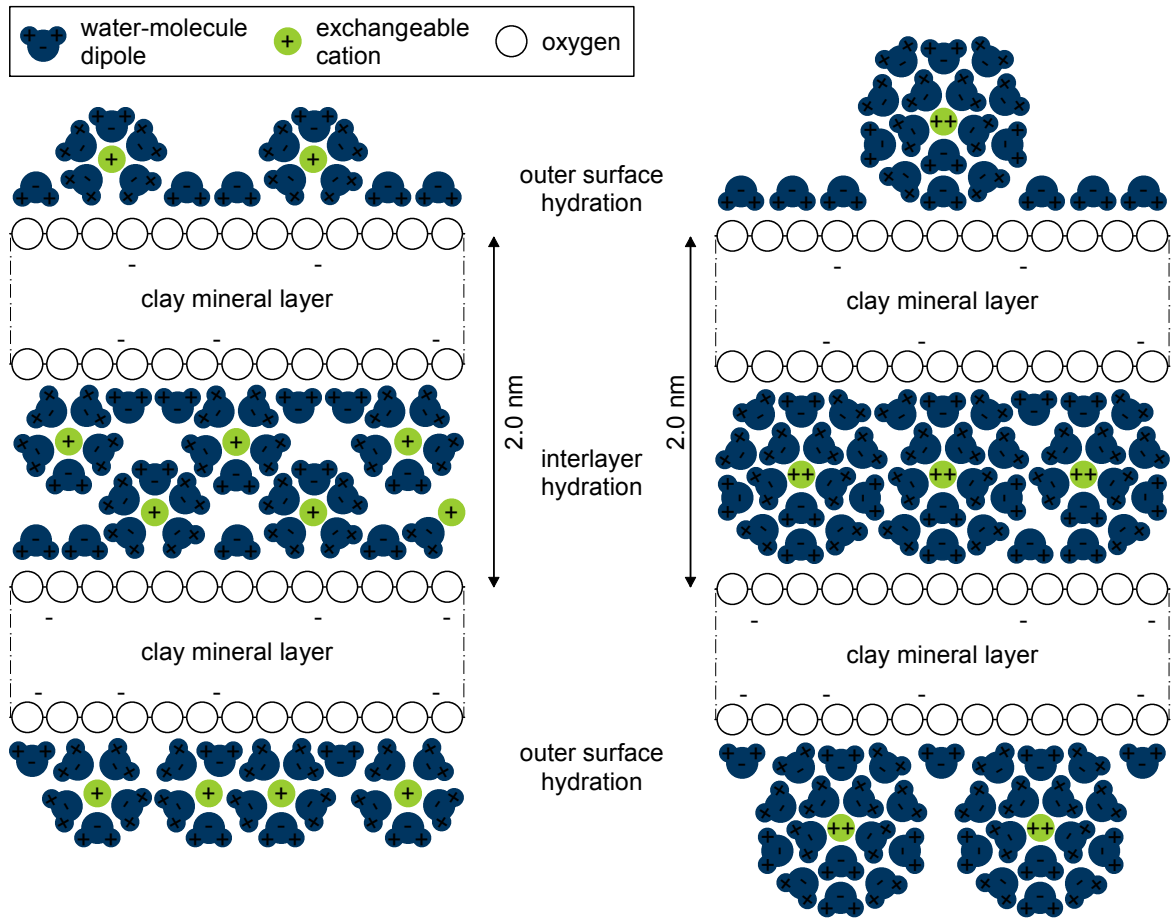 water-molecule
dipole
+ exchangeable
cation
oxygen
outer surface
hydration
clay mineral layer
clay mineral layer
2.0 nm
2.0 nm
interlayer
hydration
clay mineral layer
clay mineral layer
outer surface
hydration